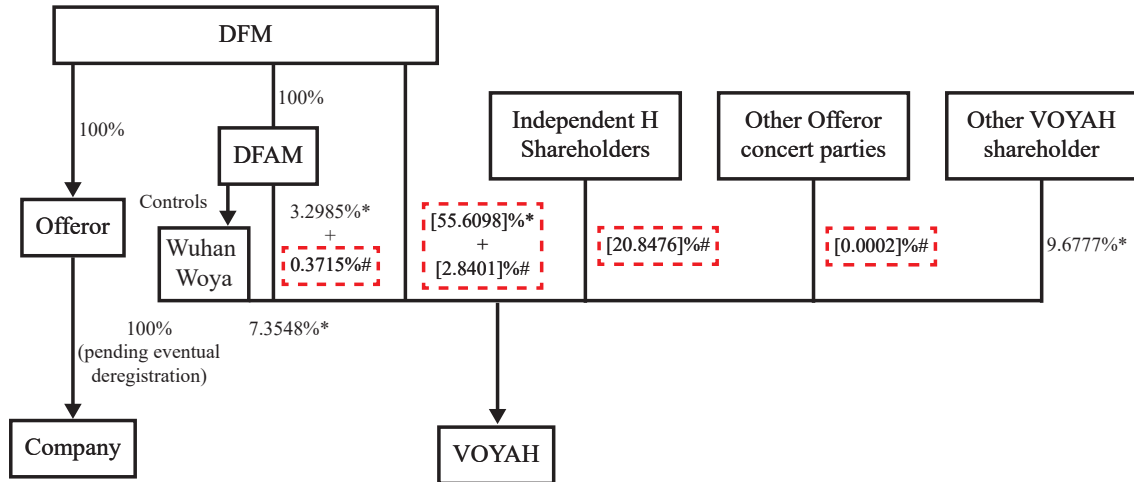 DFM
100%
100%
Independent H
Shareholders
Other Offeror
concert parties
Other VOYAH
shareholder
DFAM
Controls
Offeror
Wuhan
Woya
3.2985%*
+
0.3715%#
[55.6098]%*
+
[2.8401]%#
[20.8476]%#
[0.0002]%#
9.6777%*
100%
(pending eventual
deregistration)
7.3548%*
Company
VOYAH